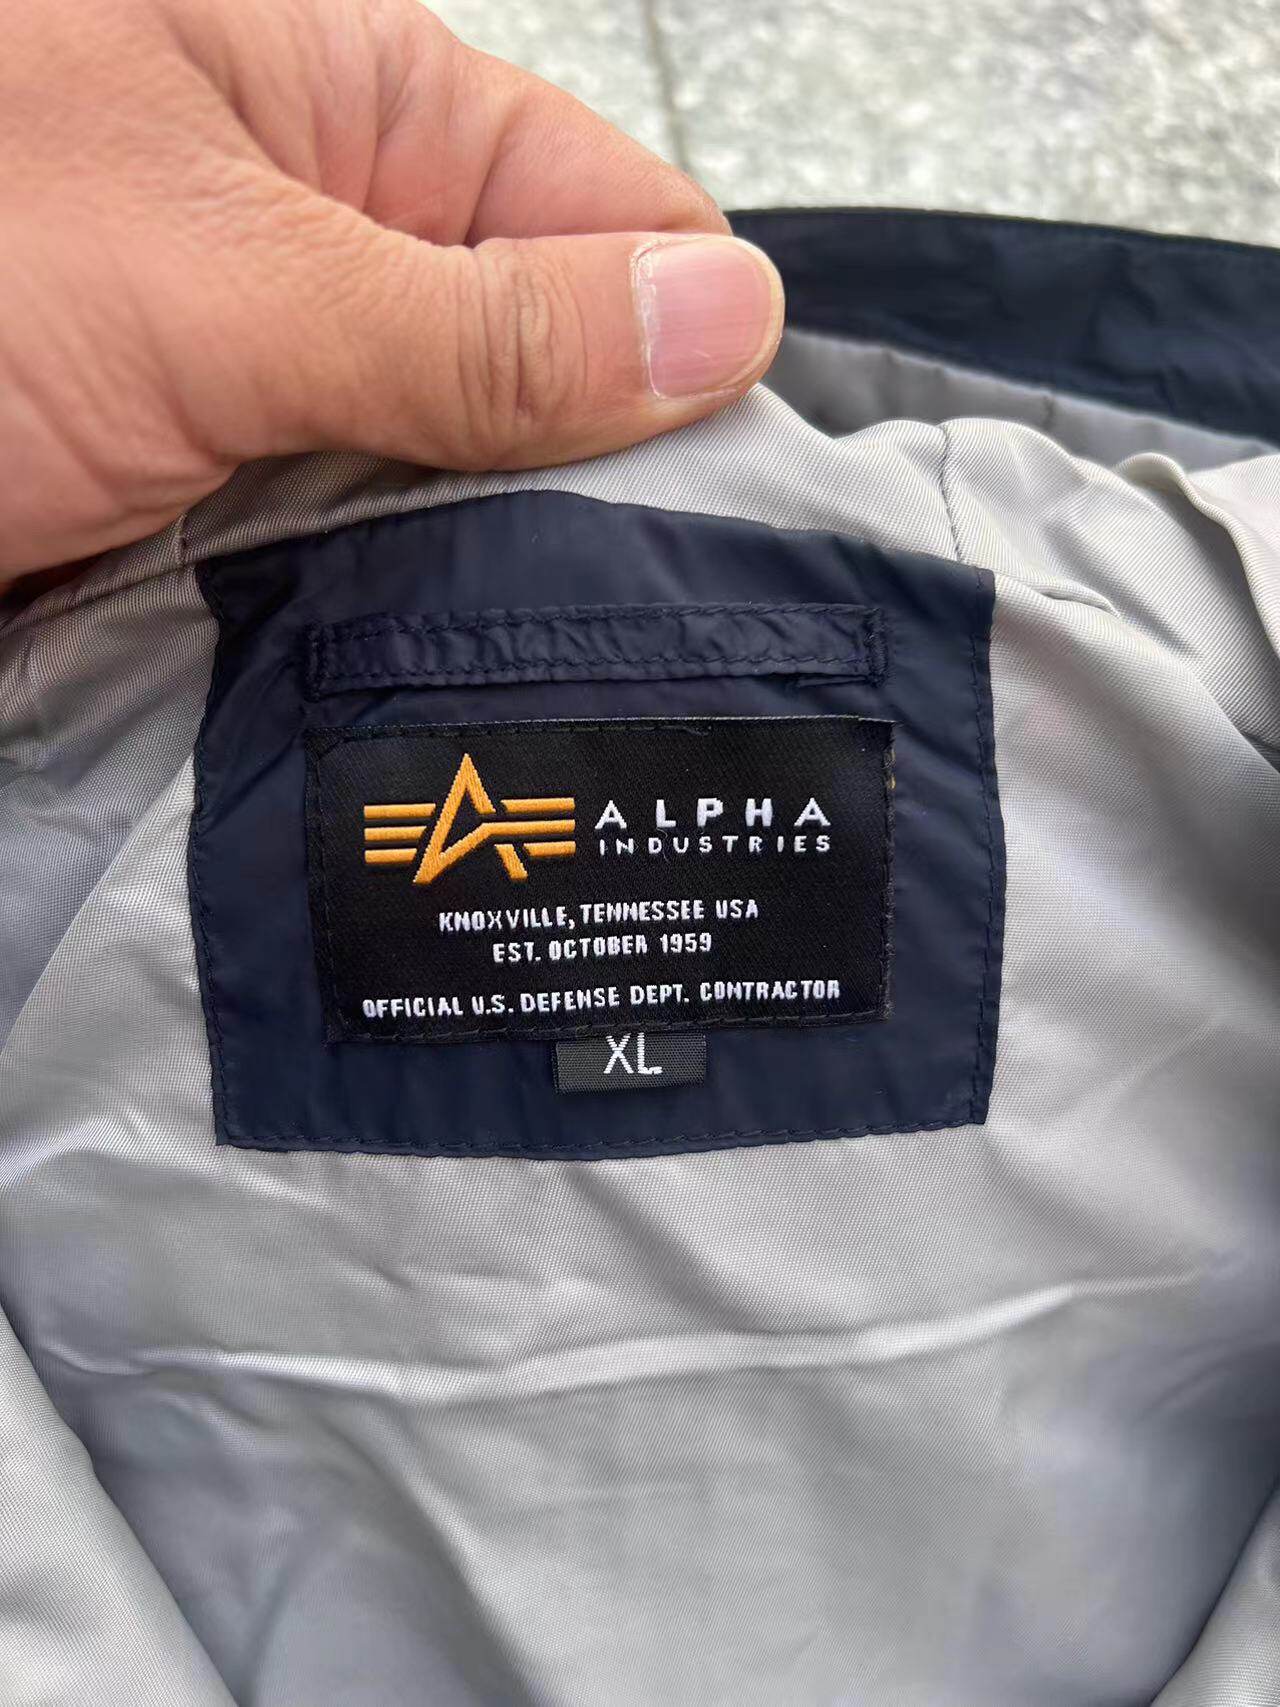 ALPHA
INDUSTRIES
KNOXVILLE, TENNESSEE USA
EST. OCTOBER 1959
OFFICIAL U.S. DEFENSE DEPT. CONTRACTOR
XL